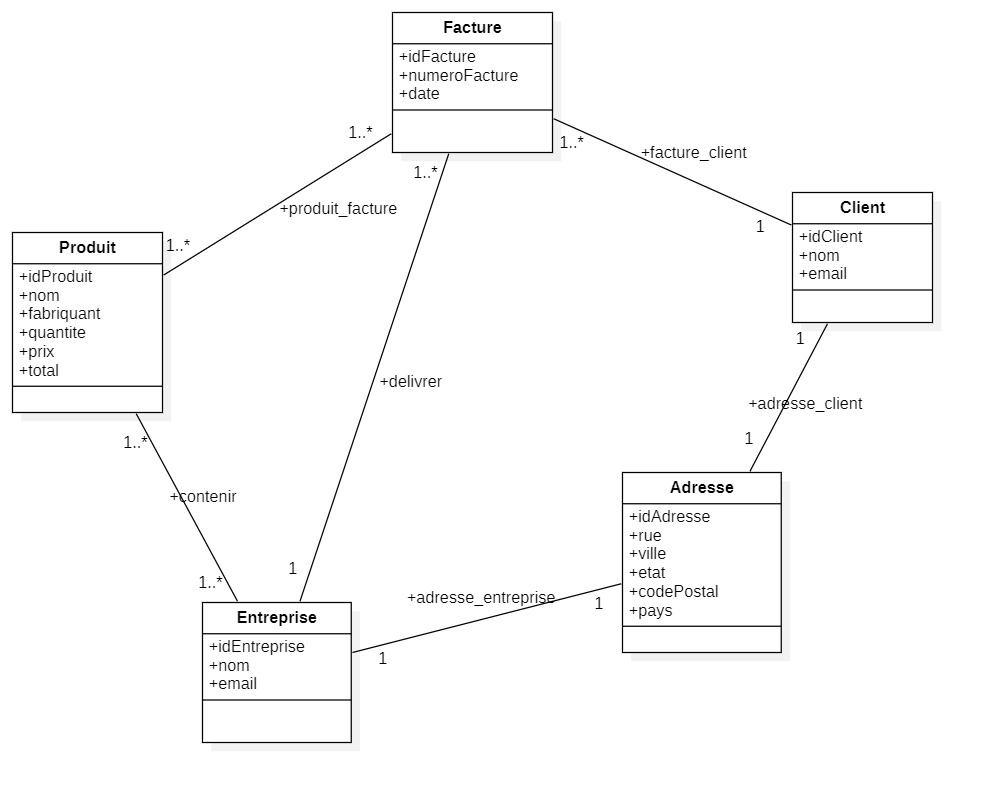 Facture
+idFacture
+numeroFacture
+date
1..*
1..*
1..*
+facture_client
1
+produit_facture
1..*
Client
+idClient
+nom
+email
Produit
+idProduit
+nom
+fabriquant
+quantite
+prix
+total
1
+delivrer
+adresse_client
1
1..*
+contenir
Adresse
+idAdresse
+rue
+ville
+etat
+codePostal
+pays
1
1..*
+adresse_entreprise
1
1
Entreprise
+idEntreprise
+nom
+email